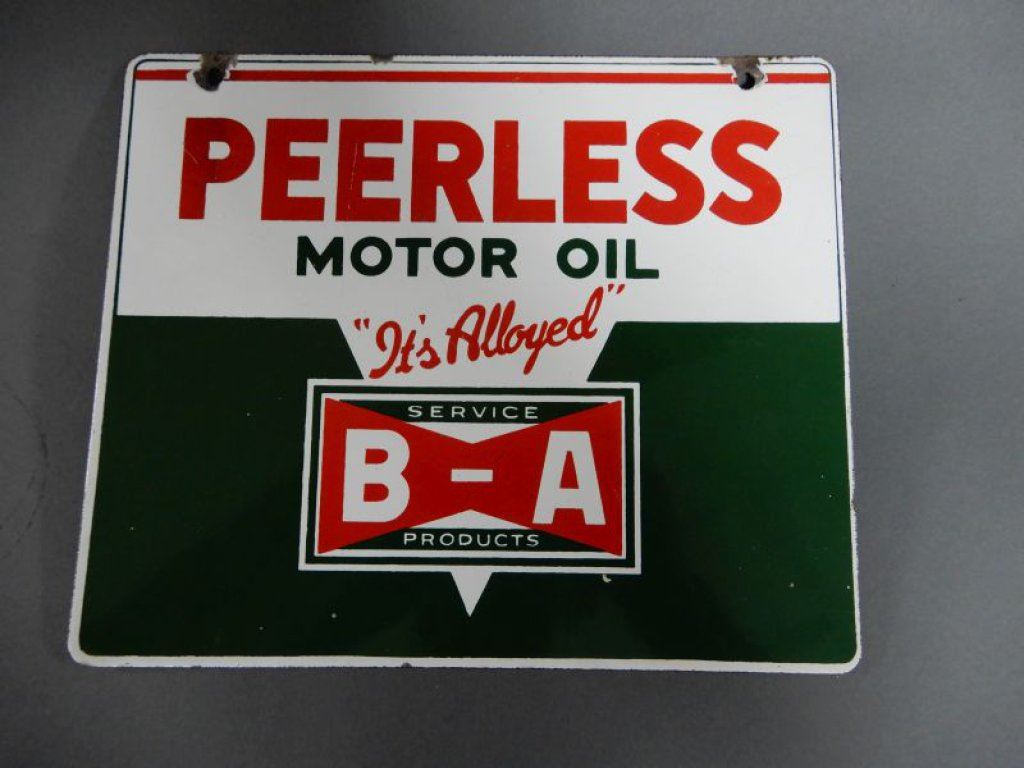 PEERLESS
MOTOR OIL
"It's Alloyed"
SERVICE
B-A
PRODUCTS